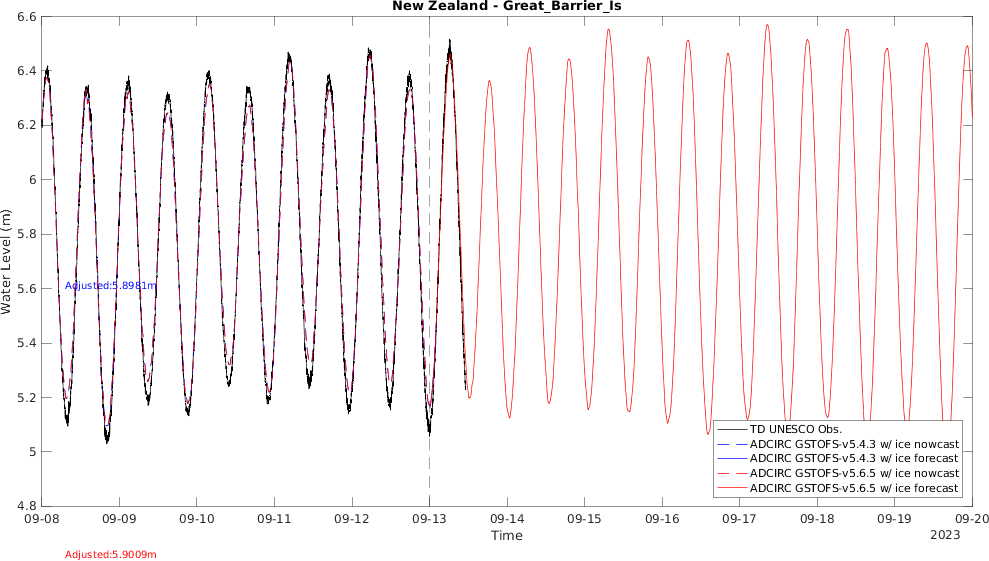 New Zealand - Great_Barrier_Is
6.6
6.4
6.2
6
5.8
5.6
5.4
5.2
5
4.8
Water Level (m)
Adjusted:5.8981m
TD UNESCO Obs.
ADCIRC GSTOFS-v5.4.3 w/ ice nowcast
ADCIRC GSTOFS-v5.4.3 w/ ice forecast
ADCIRC GSTOFS-v5.6.5 w/ ice nowcast
ADCIRC GSTOFS-v5.6.5 w/ ice forecast
09-08 09-09 09-10 09-11 09-12 09-13 09-14 09-15 09-16 09-17 09-18 09-19 09-20
Time
2023
Adjusted:5.9009m